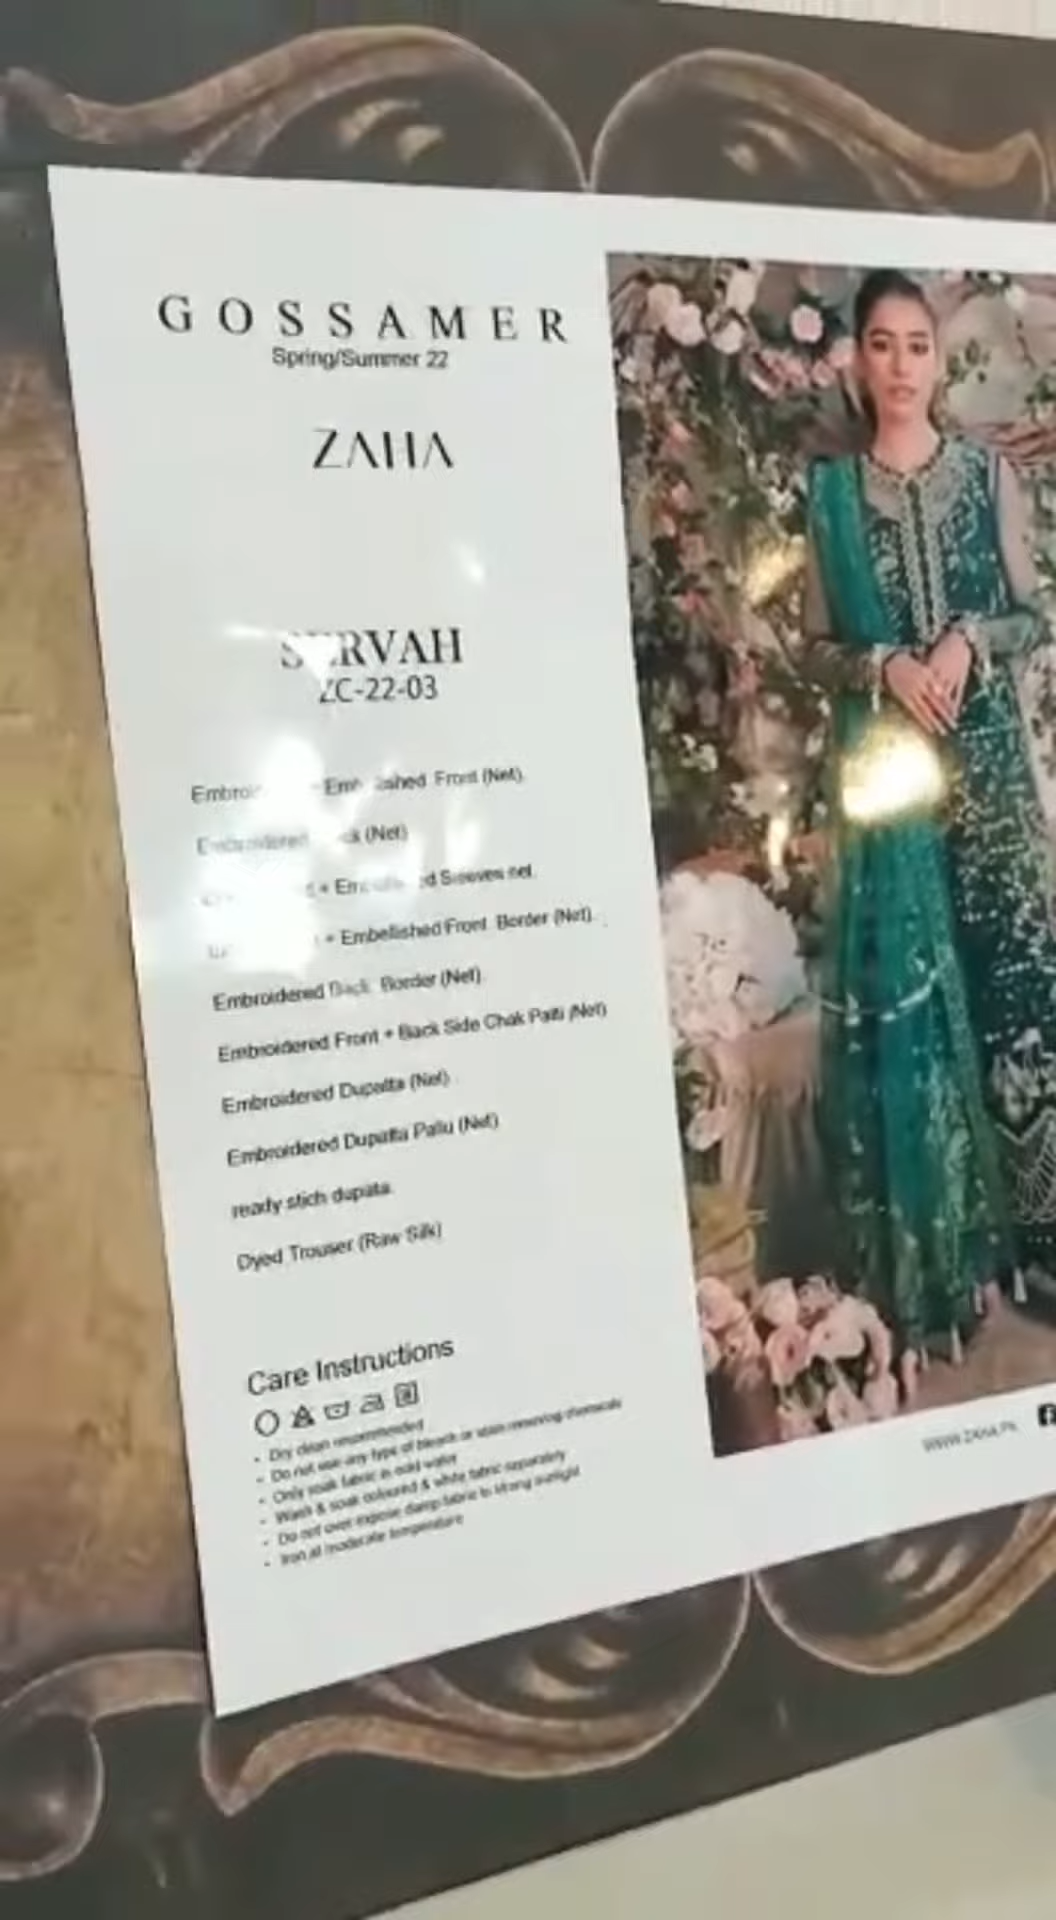 GOSSAMER
Spring/Summer 22
ZAHA
ZC-22-03
Front (Net)
Embroidered (Net)
+ Sleeves net.
+ Embellished Front Border (Net).
Embroidered Back Border (Net)
Embroidered Front + Back Side Chak Patti (Net)
Embroidered Dupatta (Net)
Embroidered Dupatta Pallu (Net)
ready stich dupata.
Dyed Trouser (Raw Silk)
Care Instructions
• Dry clean recommended
• Do not use any type of bleach or stain removing chemicals
• Only soak fabric in cold water
• Wash & soak coloured & white fabric separately
• Do not over expose damp fabric to strong sunlight
• Iron at moderate temperature
WWW.ZAHA.PK